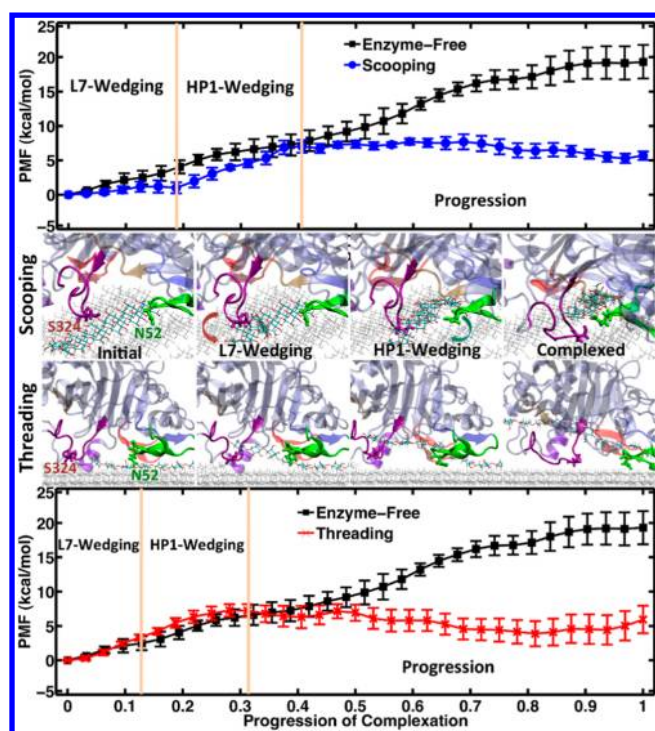 25
20
15
10
5
0
−5
PMF (kcal/mol)
L7-Wedging
HP1-Wedging
Enzyme−Free
Scooping
Progression
Scooping
S324
N52
Initial
L7-Wedging
HP1-Wedging
Complexed
Threading
S324
N52
25
20
15
10
5
0
−5
PMF (kcal/mol)
L7-Wedging
HP1-Wedging
Enzyme−Free
Threading
Progression
0 0.1 0.2 0.3 0.4 0.5 0.6 0.7 0.8 0.9 1
Progression of Complexation